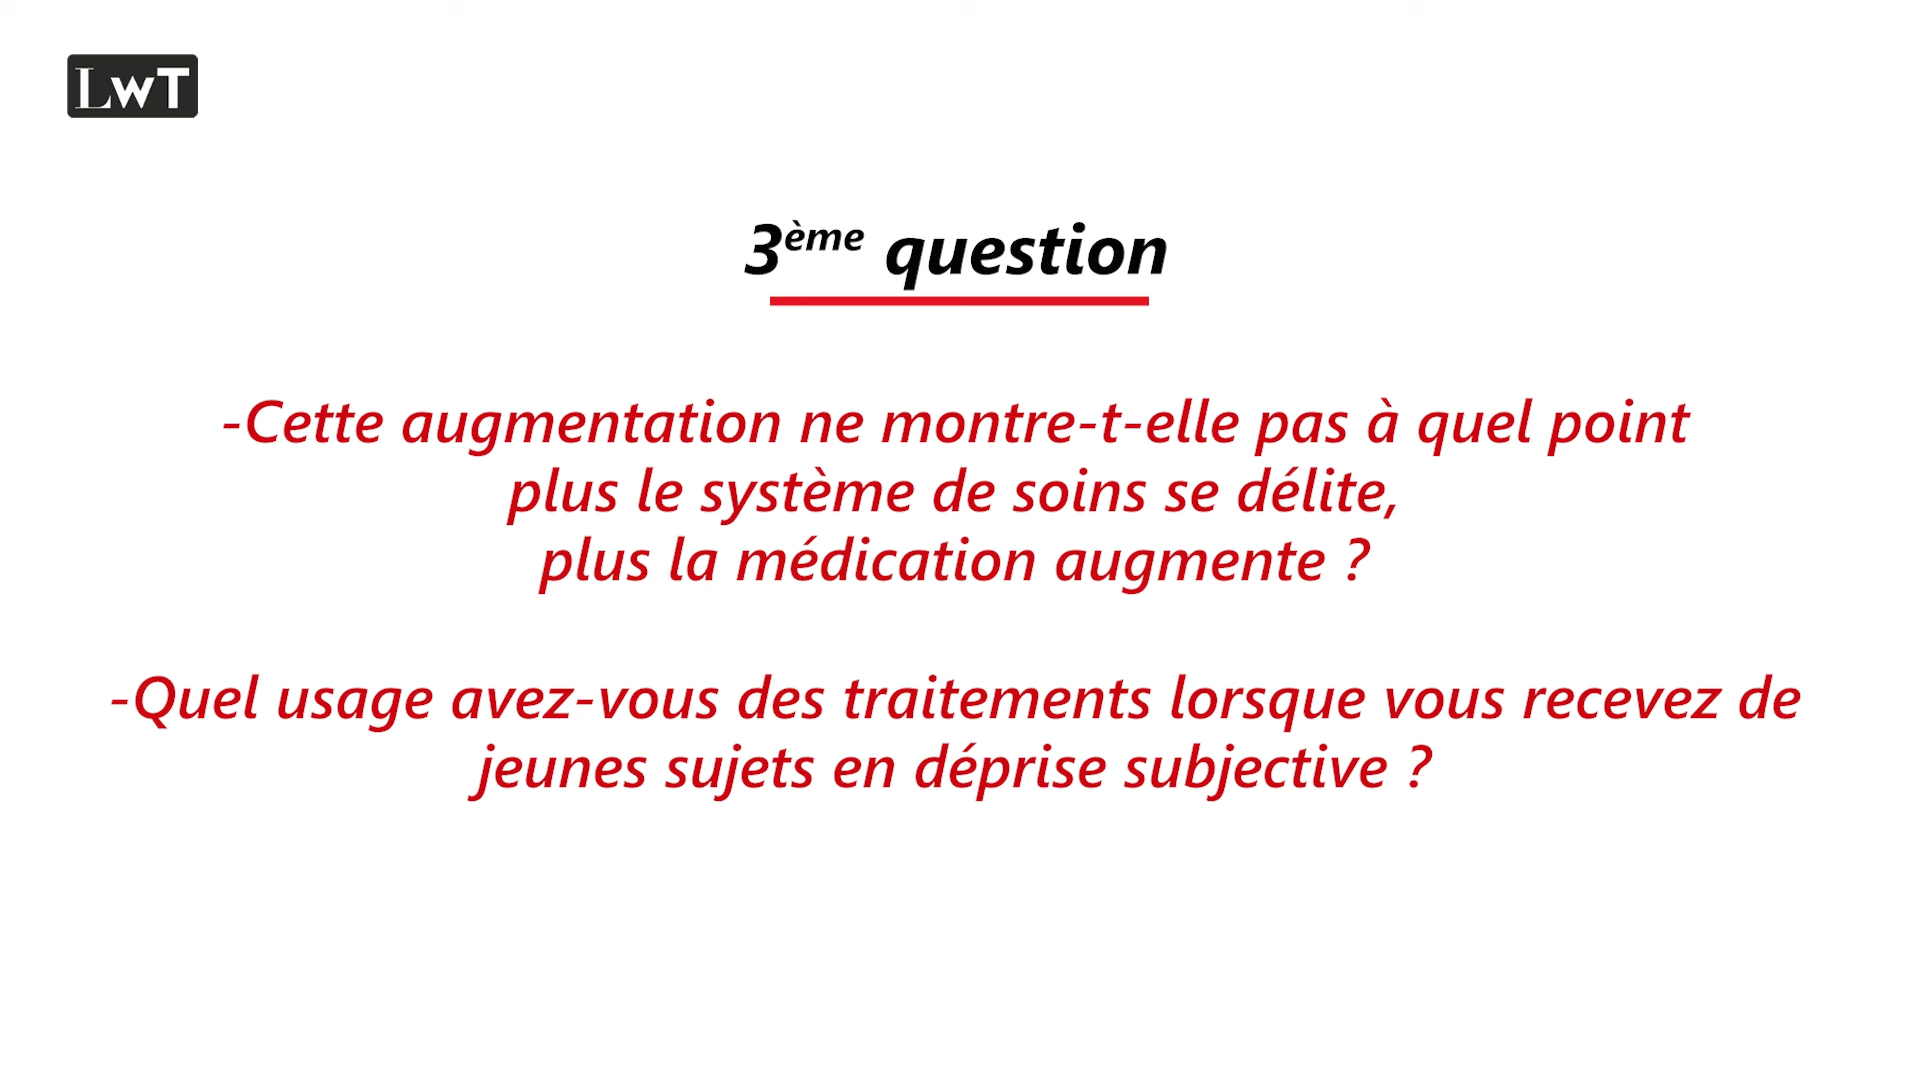 LwT
3ème question
-Cette augmentation ne montre-t-elle pas à quel point
plus le système de soins se délite,
plus la médication augmente ?
-Quel usage avez-vous des traitements lorsque vous recevez de
jeunes sujets en déprise subjective ?